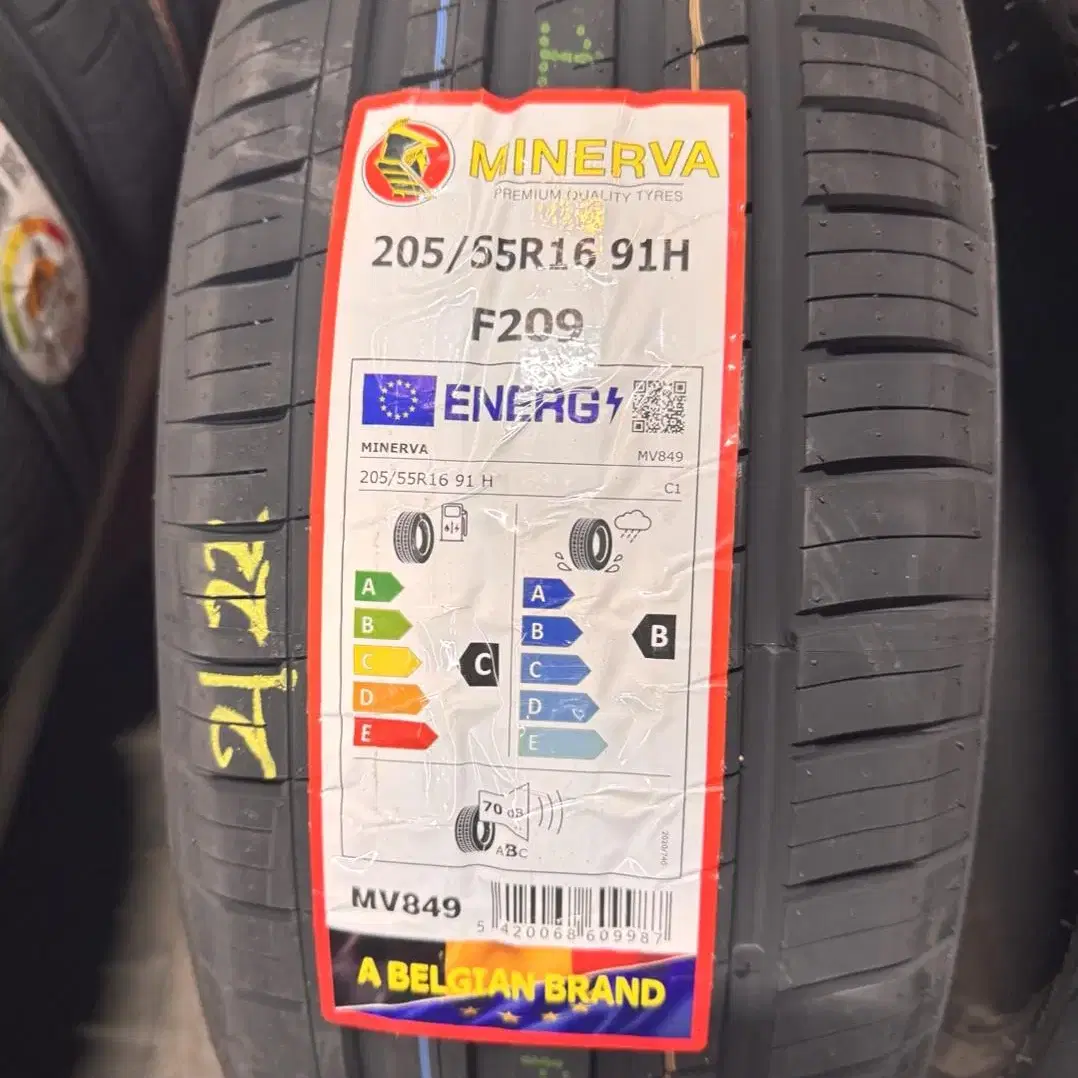 MINERVA
PREMIUM QUALITY TYRES
205/55R16 91H
F209
ENERG
MINERVA
MV849
205/55R16 91 H
C1
A
B
C
D
E
C
A
B
C
D
E
B
70 dB
ABC
2020/740
MV849
5 420068 609987
A BELGIAN BRAND